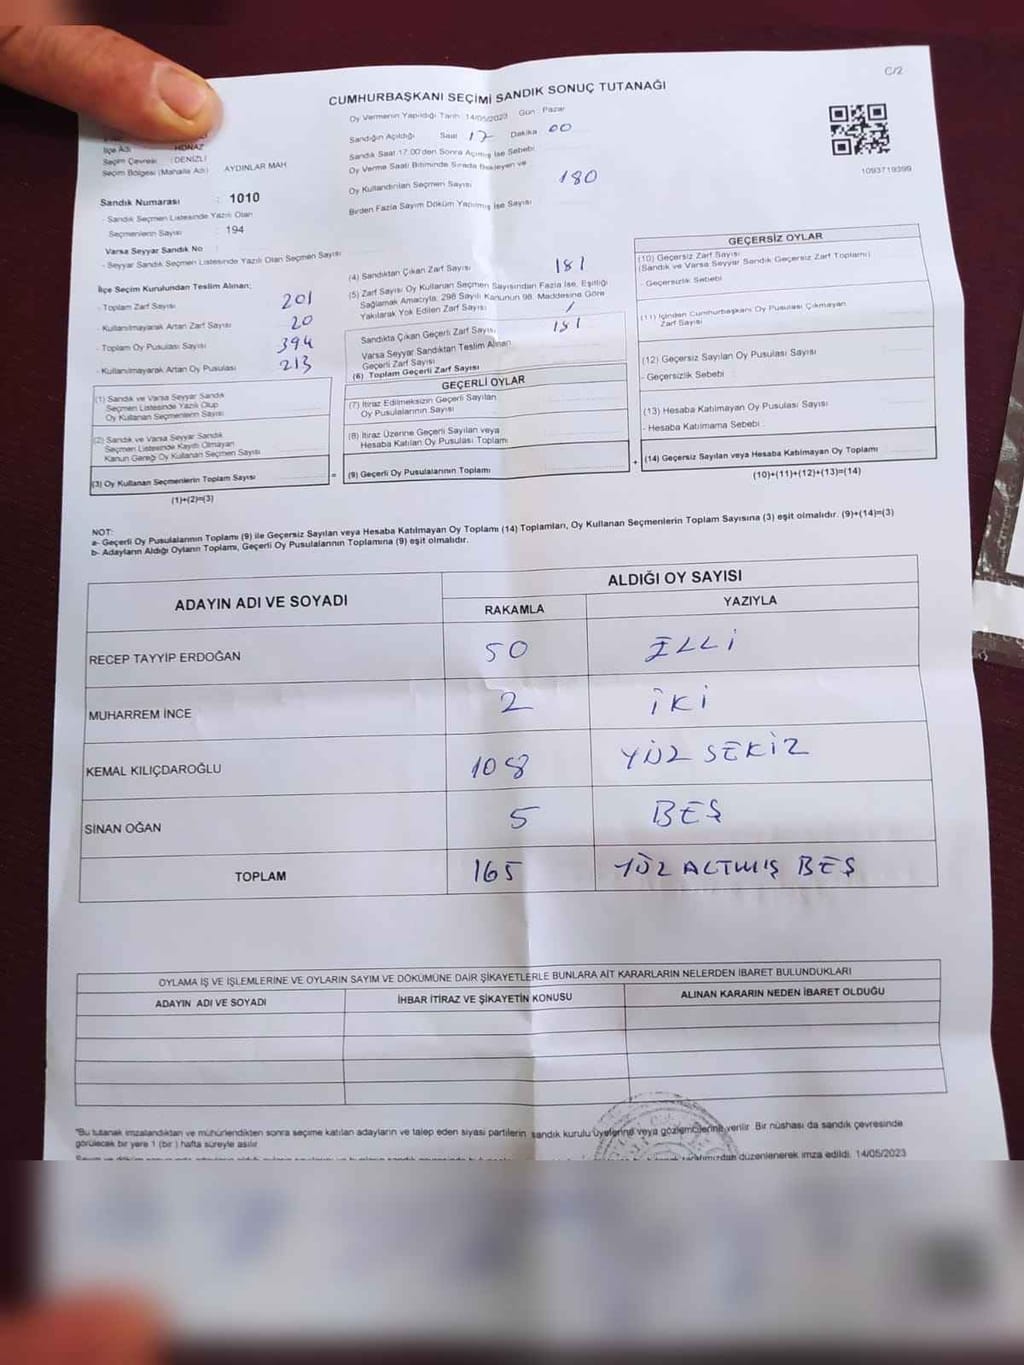 C/2
CUMHURBAŞKANI SEÇİMİ SANDIK SONUÇ TUTANAĞI
Oy Vermenin Yapıldığı Tarih 14/05/2023 Gün : Pazar
Sandığın Açıldığı Saat 17 Dakika 00
Sandık Saat 17:00'den Sonra Açılmış İse Sebebi
Oy Verme Saati Bitiminde Sırada Bekleyen ve
Oy Kullandırılan Seçmen Sayısı 180
Birden Fazla Sayım Döküm Yapılmış İse Sayısı
1093719399
İlçe Adı : HONAZ
Seçim Çevresi : DENİZLİ
Seçim Bölgesi (Mahalle Adı) : AYDINLAR MAH
Sandık Numarası : 1010
- Sandık Seçmen Listesinde Yazılı Olan
Seçmenlerin Sayısı : 194
Varsa Seyyar Sandık No :
- Seyyar Sandık Seçmen Listesinde Yazılı Olan Seçmen Sayısı
İlçe Seçim Kurulundan Teslim Alınan;
- Toplam Zarf Sayısı 201
- Kullanılmayarak Artan Zarf Sayısı 20
- Toplam Oy Pusulası Sayısı 394
- Kullanılmayarak Artan Oy Pusulası 213
(1) Sandık ve Varsa Seyyar Sandık
Seçmen Listesinde Yazılı Olup
Oy Kullanan Seçmenlerin Sayısı
(2) Sandık ve Varsa Seyyar Sandık
Seçmen Listesinde Kayıtlı Olmayan
Kanun Gereği Oy Kullanan Seçmen Sayısı
(3) Oy Kullanan Seçmenlerin Toplam Sayısı
(1)+(2)=(3)
=
(4) Sandıktan Çıkan Zarf Sayısı 181
(5) Zarf Sayısı Oy Kullanan Seçmen Sayısından Fazla İse, Eşitliği
Sağlamak Amacıyla; 298 Sayılı Kanunun 98. Maddesine Göre
Yakılarak Yok Edilen Zarf Sayısı /
Sandıkta Çıkan Geçerli Zarf Sayısı 181
Varsa Seyyar Sandıktan Teslim Alınan
Geçerli Zarf Sayısı
(6) Toplam Geçerli Zarf Sayısı
GEÇERLİ OYLAR
(7) İtiraz Edilmeksizin Geçerli Sayılan
Oy Pusulalarının Sayısı
(8) İtiraz Üzerine Geçerli Sayılan veya
Hesaba Katılan Oy Pusulası Toplamı
(9) Geçerli Oy Pusulalarının Toplamı
+
GEÇERSİZ OYLAR
(10) Geçersiz Zarf Sayısı
(Sandık ve Varsa Seyyar Sandık Geçersiz Zarf Toplamı)
- Geçersizlik Sebebi
(11) İçinden Cumhurbaşkanı Oy Pusulası Çıkmayan
Zarf Sayısı
(12) Geçersiz Sayılan Oy Pusulası Sayısı
- Geçersizlik Sebebi
(13) Hesaba Katılmayan Oy Pusulası Sayısı
- Hesaba Katılmama Sebebi
(14) Geçersiz Sayılan veya Hesaba Katılmayan Oy Toplamı
(10)+(11)+(12)+(13)=(14)
NOT:
a- Geçerli Oy Pusulalarının Toplamı (9) ile Geçersiz Sayılan veya Hesaba Katılmayan Oy Toplamı (14) Toplamları, Oy Kullanan Seçmenlerin Toplam Sayısına (3) eşit olmalıdır. (9)+(14)=(3)
b- Adayların Aldığı Oyların Toplamı, Geçerli Oy Pusulalarının Toplamına (9) eşit olmalıdır.
ADAYIN ADI VE SOYADI
ALDIĞI OY SAYISI
RAKAMLA YAZIYLA
RECEP TAYYİP ERDOĞAN 50 ELLİ
MUHARREM İNCE 2 İKİ
KEMAL KILIÇDAROĞLU 108 YÜZ SEKİZ
SİNAN OĞAN 5 BEŞ
TOPLAM 165 YÜZ ALTMIŞ BEŞ
OYLAMA İŞ VE İŞLEMLERİNE VE OYLARIN SAYIM VE DÖKÜMÜNE DAİR ŞİKAYETLERLE BUNLARA AİT KARARLARIN NELERDEN İBARET BULUNDUKLARI
ADAYIN ADI VE SOYADI İHBAR İTİRAZ VE ŞİKAYETİN KONUSU ALINAN KARARIN NEDEN İBARET OLDUĞU
"Bu tutanak imzalandıktan ve mühürlendikten sonra seçime katılan adayların ve talep eden siyasi partilerin sandık kurulu üyelerine veya gözlemcilerine verilir. Bir nüshası da sandık çevresinde
görülecek bir yere 1 (bir ) hafta süreyle asılır.
tarafımızdan düzenlenerek imza edildi. 14/05/2023